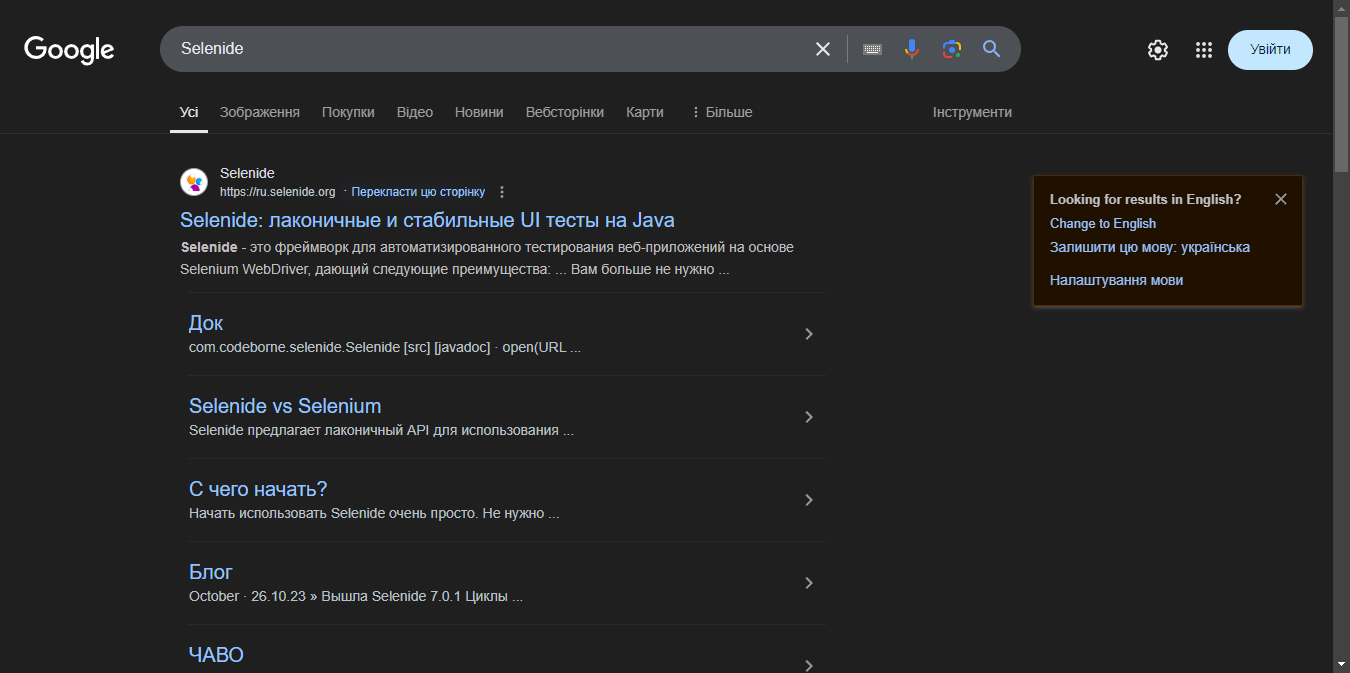 Google
Selenide
Увійти
Усі Зображення Покупки Відео Новини Вебсторінки Карти Більше Інструменти
Selenide
https://ru.selenide.org · Перекласти цю сторінку
Selenide: лаконичные и стабильные UI тесты на Java
Selenide - это фреймворк для автоматизированного тестирования веб-приложений на основе
Selenium WebDriver, дающий следующие преимущества: ... Вам больше не нужно ...
Док
com.codeborne.selenide.Selenide [src] [javadoc] · open(URL ...
Selenide vs Selenium
Selenide предлагает лаконичный API для использования ...
С чего начать?
Начать использовать Selenide очень просто. Не нужно ...
Блог
October · 26.10.23 » Вышла Selenide 7.0.1 Циклы ...
ЧАВО
Looking for results in English?
Change to English
Залишити цю мову: українська
Налаштування мови